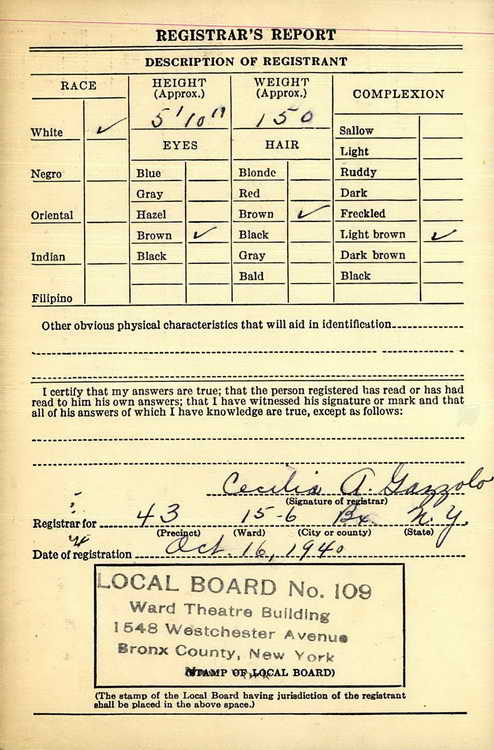 REGISTRAR'S REPORT
DESCRIPTION OF REGISTRANT
RACE
HEIGHT (Approx.)
WEIGHT (Approx.)
COMPLEXION
5' 10"
150
White ✓
EYES
HAIR
Sallow
Light
Negro
Blue
Blonde
Ruddy
Gray
Red
Dark
Oriental
Hazel
Brown ✓
Freckled
Brown ✓
Black
Light brown ✓
Indian
Black
Gray
Dark brown
Bald
Black
Filipino
Other obvious physical characteristics that will aid in identification
I certify that my answers are true; that the person registered has read or has had
read to him his own answers; that I have witnessed his signature or mark and that
all of his answers of which I have knowledge are true, except as follows:
Cecilia A. Gazzolo
(Signature of registrar)
Registrar for 43 15-6 Bx. N.Y.
(Precinct) (Ward) (City or county) (State)
Date of registration Oct. 16, 1940
LOCAL BOARD No. 109
Ward Theatre Building
1548 Westchester Avenue
Bronx County, New York
(STAMP OF LOCAL BOARD)
(The stamp of the Local Board having jurisdiction of the registrant
shall be placed in the above space.)